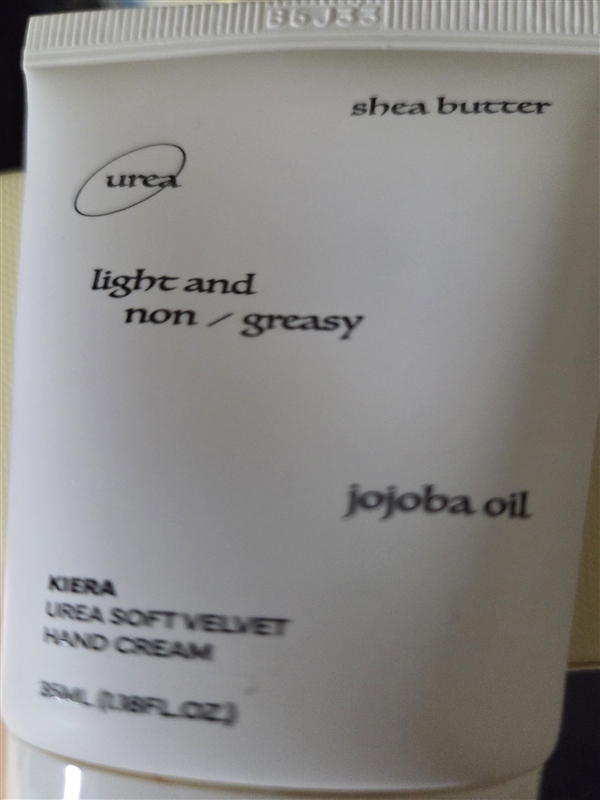 B5J33
shea butter
urea
light and
non / greasy
jojoba oil
KIERA
UREA SOFT VELVET
HAND CREAM
35ML (1.18FL.OZ.)